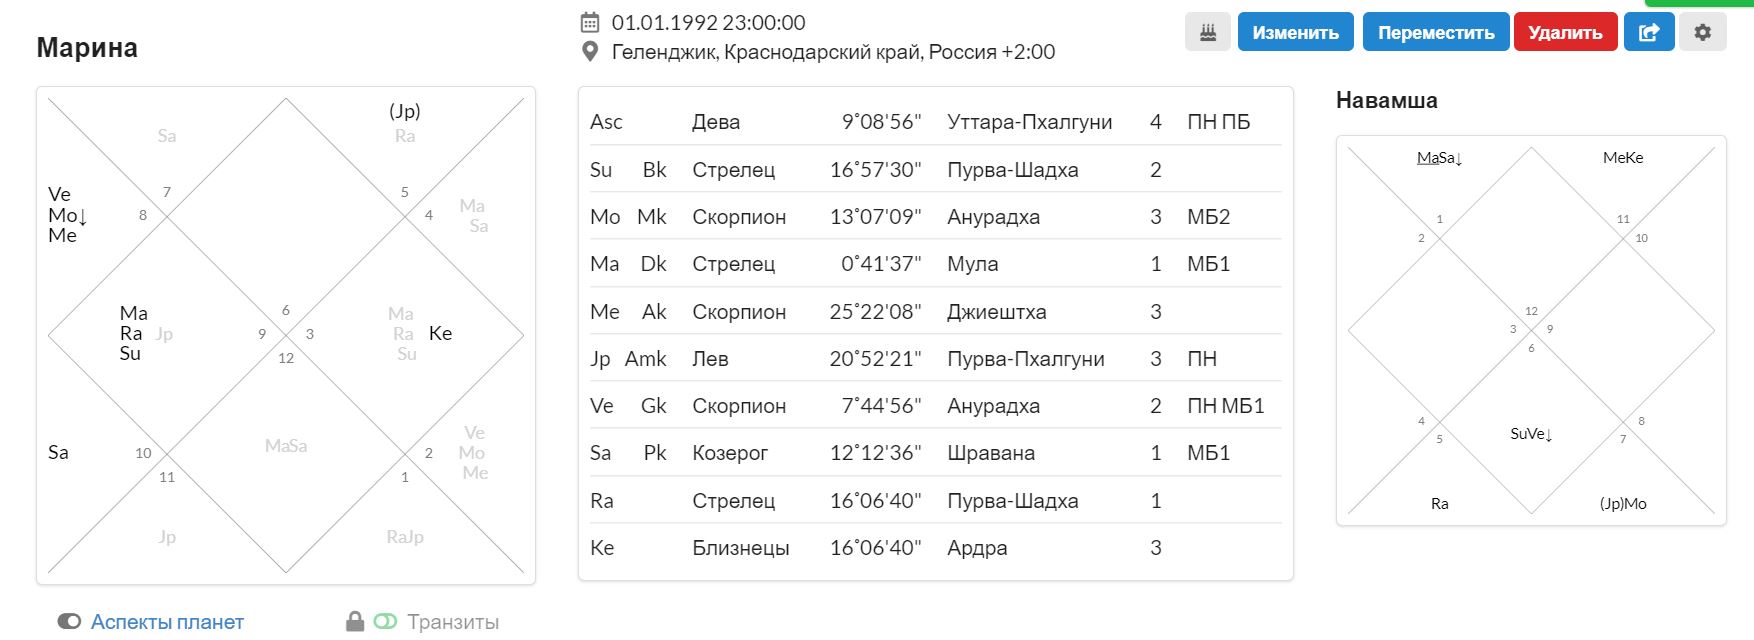 Марина
01.01.1992 23:00:00
Геленджик, Краснодарский край, Россия +2:00
Изменить
Переместить
Удалить
Sa
(Jp)
Ra
7
5
Ve
Mo↓
Me
8
4
Ma
Sa
6
Ma
Ra Jp
Su
9
3
12
Ma
Ra
Su
Ke
Sa
10
MaSa
2
Ve
Mo
Me
11
1
Jp
RaJp
Аспекты планет
Транзиты
Asc Дева 9°08'56" Уттара-Пхалгуни 4 ПН ПБ
Su Bk Стрелец 16°57'30" Пурва-Шадха 2
Mo Mk Скорпион 13°07'09" Анурадха 3 МБ2
Ma Dk Стрелец 0°41'37" Мула 1 МБ1
Me Ak Скорпион 25°22'08" Джиештха 3
Jp Amk Лев 20°52'21" Пурва-Пхалгуни 3 ПН
Ve Gk Скорпион 7°44'56" Анурадха 2 ПН МБ1
Sa Pk Козерог 12°12'36" Шравана 1 МБ1
Ra Стрелец 16°06'40" Пурва-Шадха 1
Ke Близнецы 16°06'40" Ардра 3
Навамша
MaSa↓
MeKe
1
11
2
10
12
3
9
6
4
8
5
7
SuVe↓
Ra
(Jp)Mo